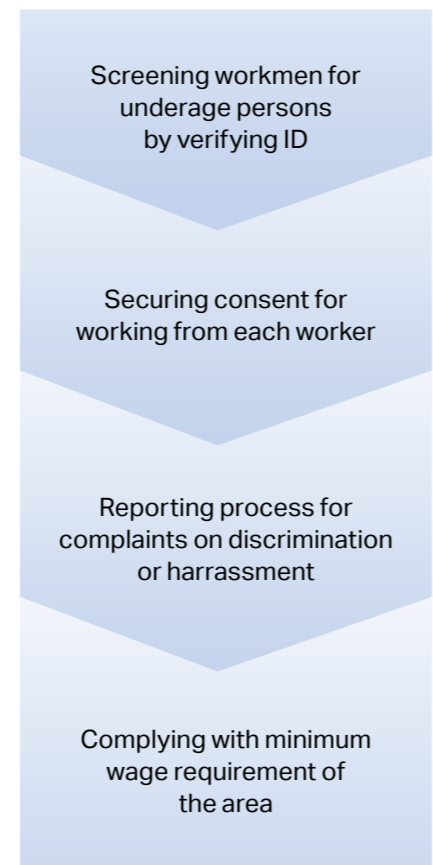 Screening workmen for
underage persons
by verifying ID
Securing consent for
working from each worker
Reporting process for
complaints on discrimination
or harrassment
Complying with minimum
wage requirement of
the area